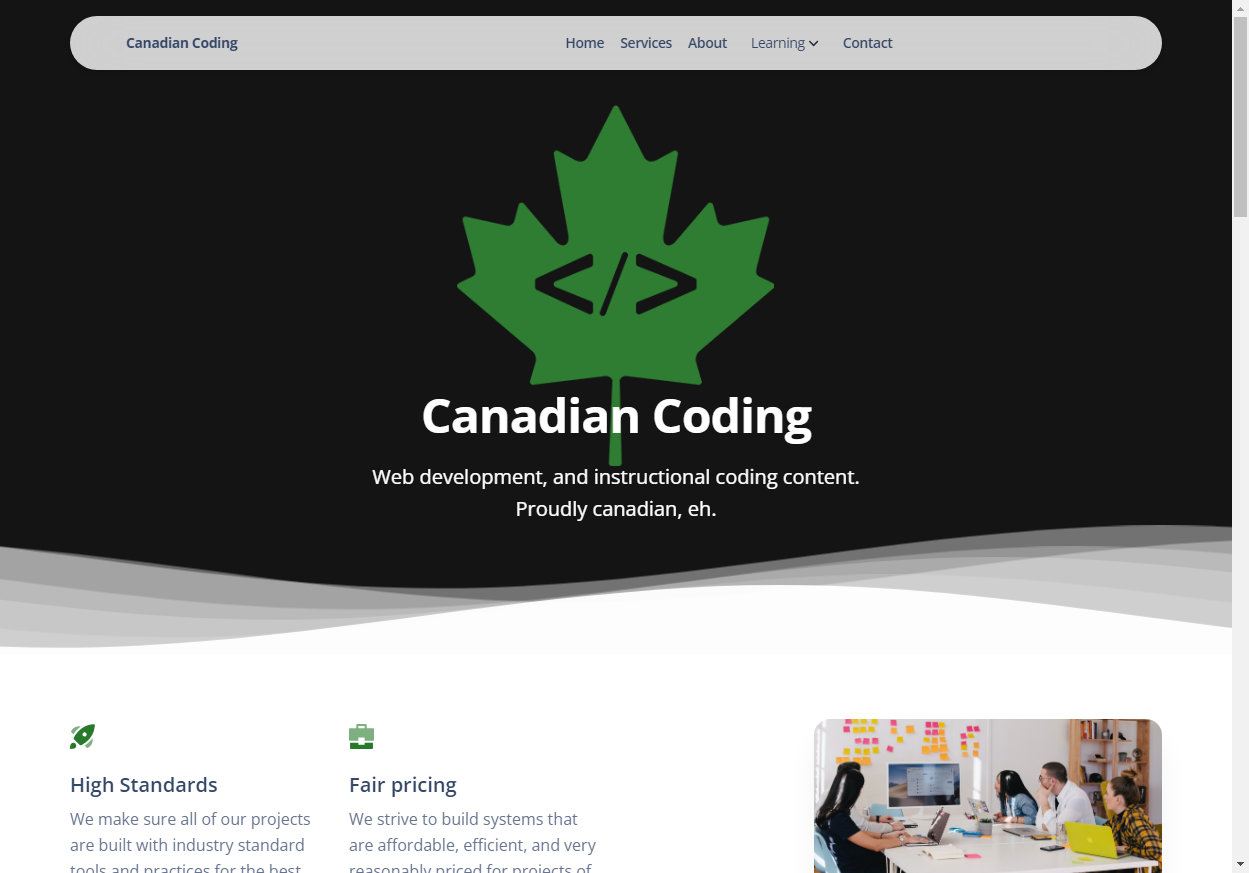 Canadian Coding
Home Services About Learning Contact
</>
Canadian Coding
Web development, and instructional coding content.
Proudly canadian, eh.
High Standards
We make sure all of our projects
are built with industry standard
tools and practices for the best
Fair pricing
We strive to build systems that
are affordable, efficient, and very
reasonably priced for projects of